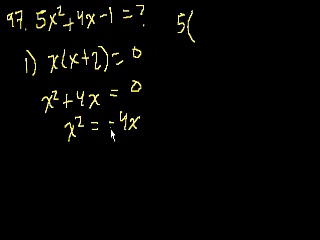 97. 5x²+4x-1=?
5(
1) x(x+2)=0
x²+4x=0
x²=-4x